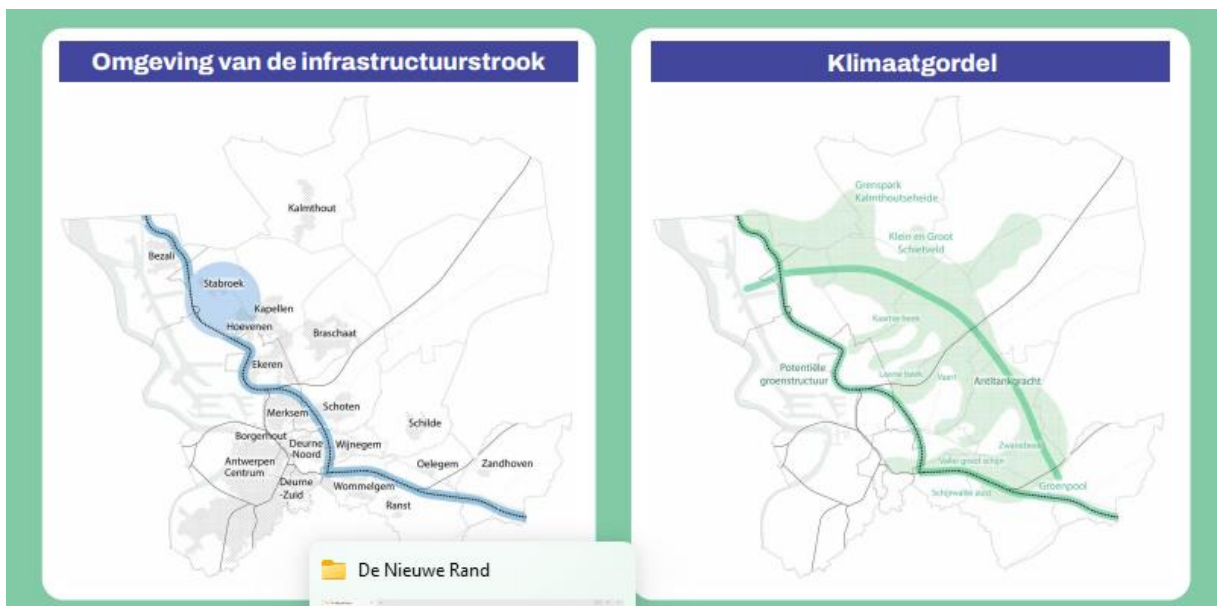 Omgeving van de infrastructuurstrook
Kalmthout
Bezali
Stabroek
Kapellen
Hoevenen
Braschaat
Ekeren
Merksem
Schoten
Schilde
Borgerhout
Deurne
-Noord
Wijnegem
Antwerpen
Centrum
Oelegem
Zandhoven
Deurne
-Zuid
Wommelgem
Ranst
Klimaatgordel
Grenspark
Kalmthoutseheide
Klein en Groot
Schietveld
Potentiële
groenstructuur
Vaart
Antitankgracht
Groenpool
De Nieuwe Rand